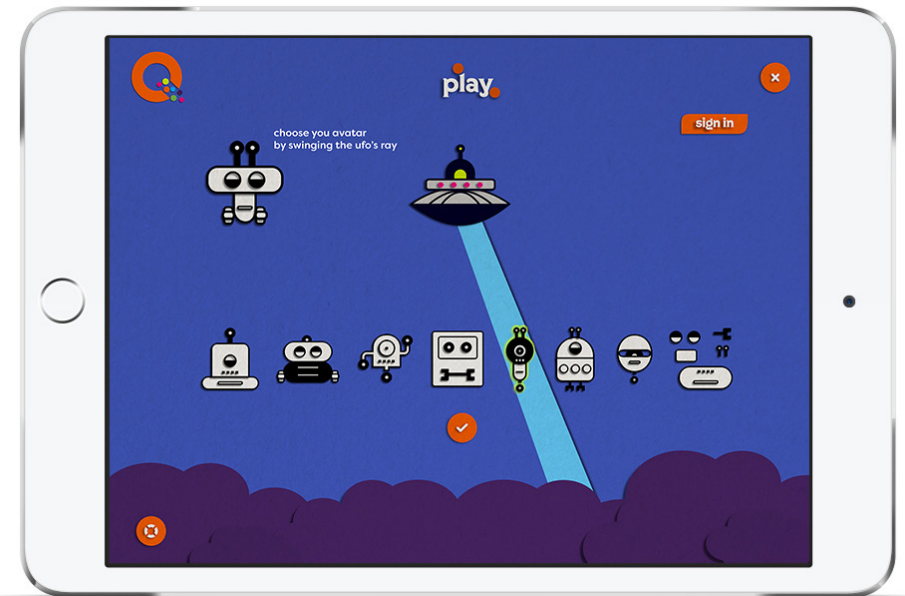 play.
sign in
choose you avatar
by swinging the ufo's ray